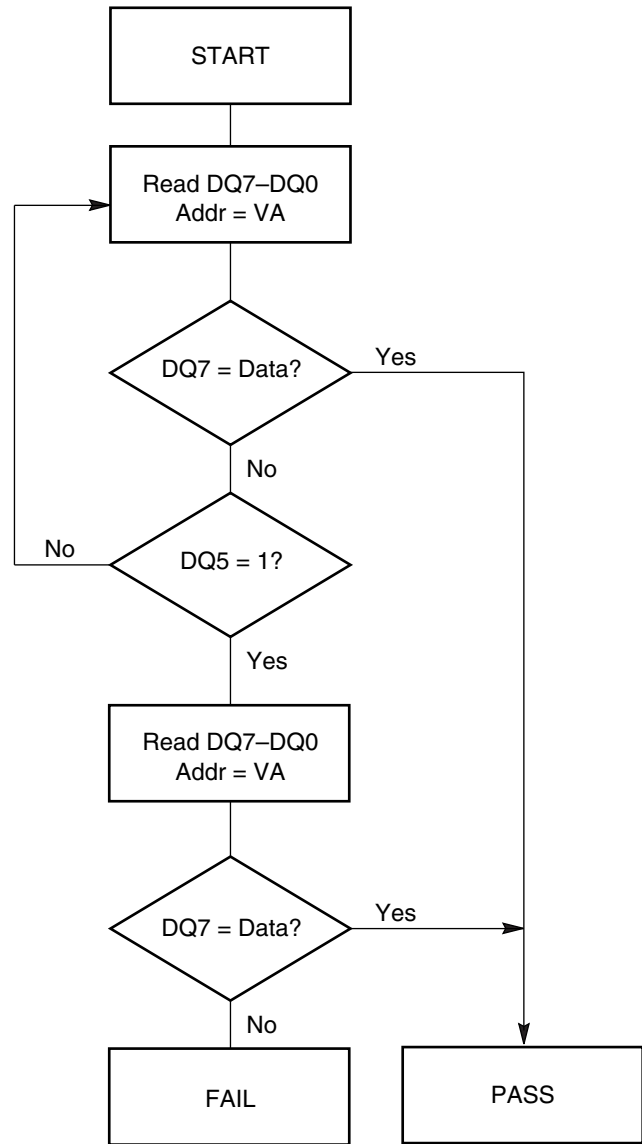 START
Read DQ7–DQ0
Addr = VA
DQ7 = Data?
Yes
No
No
DQ5 = 1?
Yes
Read DQ7–DQ0
Addr = VA
DQ7 = Data?
Yes
No
FAIL
PASS